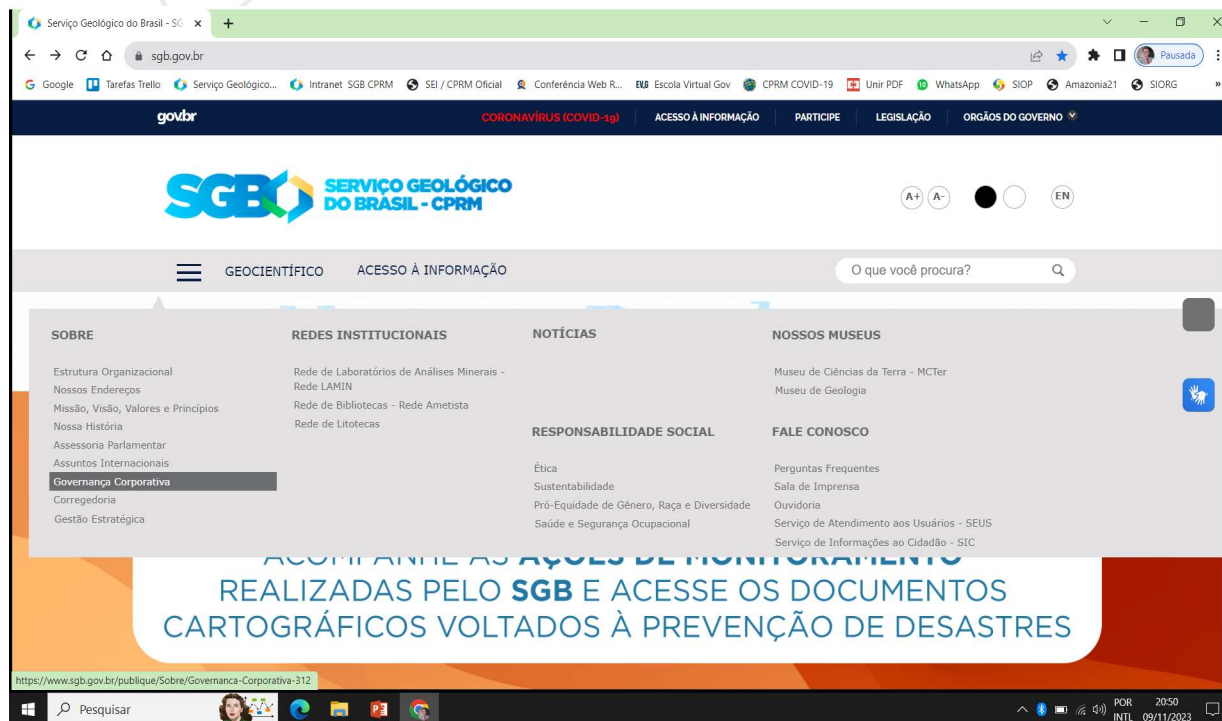 Serviço Geológico do Brasil - SG
sgb.gov.br
Pausada
Google
Tarefas Trello
Serviço Geológico...
Intranet SGB CPRM
SEI / CPRM Oficial
Conferência Web R...
EV.G Escola Virtual Gov
CPRM COVID-19
Unir PDF
WhatsApp
SIOP
Amazonia21
SIORG
gov.br
CORONAVÍRUS (COVID-19)
ACESSO À INFORMAÇÃO
PARTICIPE
LEGISLAÇÃO
ORGÃOS DO GOVERNO
SGB
SERVIÇO GEOLÓGICO
DO BRASIL - CPRM
A+
A-
EN
GEOCIENTÍFICO
ACESSO À INFORMAÇÃO
O que você procura?
SOBRE
Estrutura Organizacional
Nossos Endereços
Missão, Visão, Valores e Princípios
Nossa História
Assessoria Parlamentar
Assuntos Internacionais
Governança Corporativa
Corregedoria
Gestão Estratégica
REDES INSTITUCIONAIS
Rede de Laboratórios de Análises Minerais -
Rede LAMIN
Rede de Bibliotecas - Rede Ametista
Rede de Litotecas
NOTÍCIAS
RESPONSABILIDADE SOCIAL
Ética
Sustentabilidade
Pró-Equidade de Gênero, Raça e Diversidade
Saúde e Segurança Ocupacional
NOSSOS MUSEUS
Museu de Ciências da Terra - MCTer
Museu de Geologia
FALE CONOSCO
Perguntas Frequentes
Sala de Imprensa
Ouvidoria
Serviço de Atendimento aos Usuários - SEUS
Serviço de Informações ao Cidadão - SIC
ACOMPANHE AS AÇÕES DE MONITORAMENTO
REALIZADAS PELO SGB E ACESSE OS DOCUMENTOS
CARTOGRÁFICOS VOLTADOS À PREVENÇÃO DE DESASTRES
https://www.sgb.gov.br/publique/Sobre/Governanca-Corporativa-312
Pesquisar
POR
INTL
20:50
09/11/2023